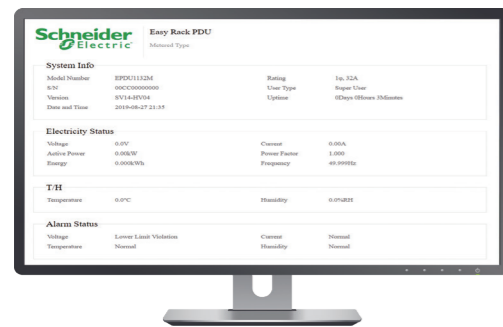 Schneider Electric
Easy Rack PDU
Metered Type
System Info
Model Number EPDU1132M Rating 1φ, 32A
S/N 00CC00000000 User Type Super User
Version SV14-HV04 Uptime 0Days 0Hours 3Minutes
Date and Time 2019-08-27 21:35
Electricity Status
Voltage 0.0V Current 0.00A
Active Power 0.00kW Power Factor 1.000
Energy 0.000kWh Frequency 49.999Hz
T/H
Temperature 0.0°C Humidity 0.0%RH
Alarm Status
Voltage Lower Limit Violation Current Normal
Temperature Normal Humidity Normal